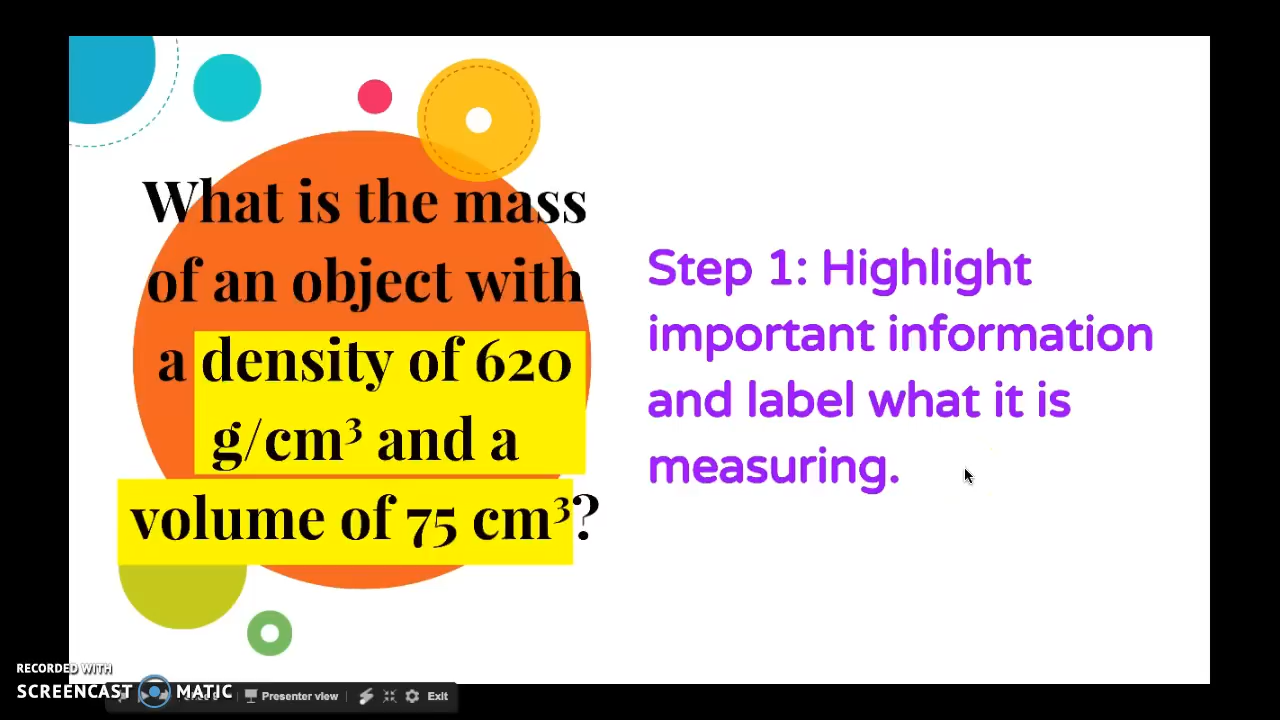 What is the mass
of an object with
a density of 620
g/cm³ and a
volume of 75 cm³?
Step 1: Highlight
important information
and label what it is
measuring.
RECORDED WITH
SCREENCAST MATIC
Presenter view
Exit